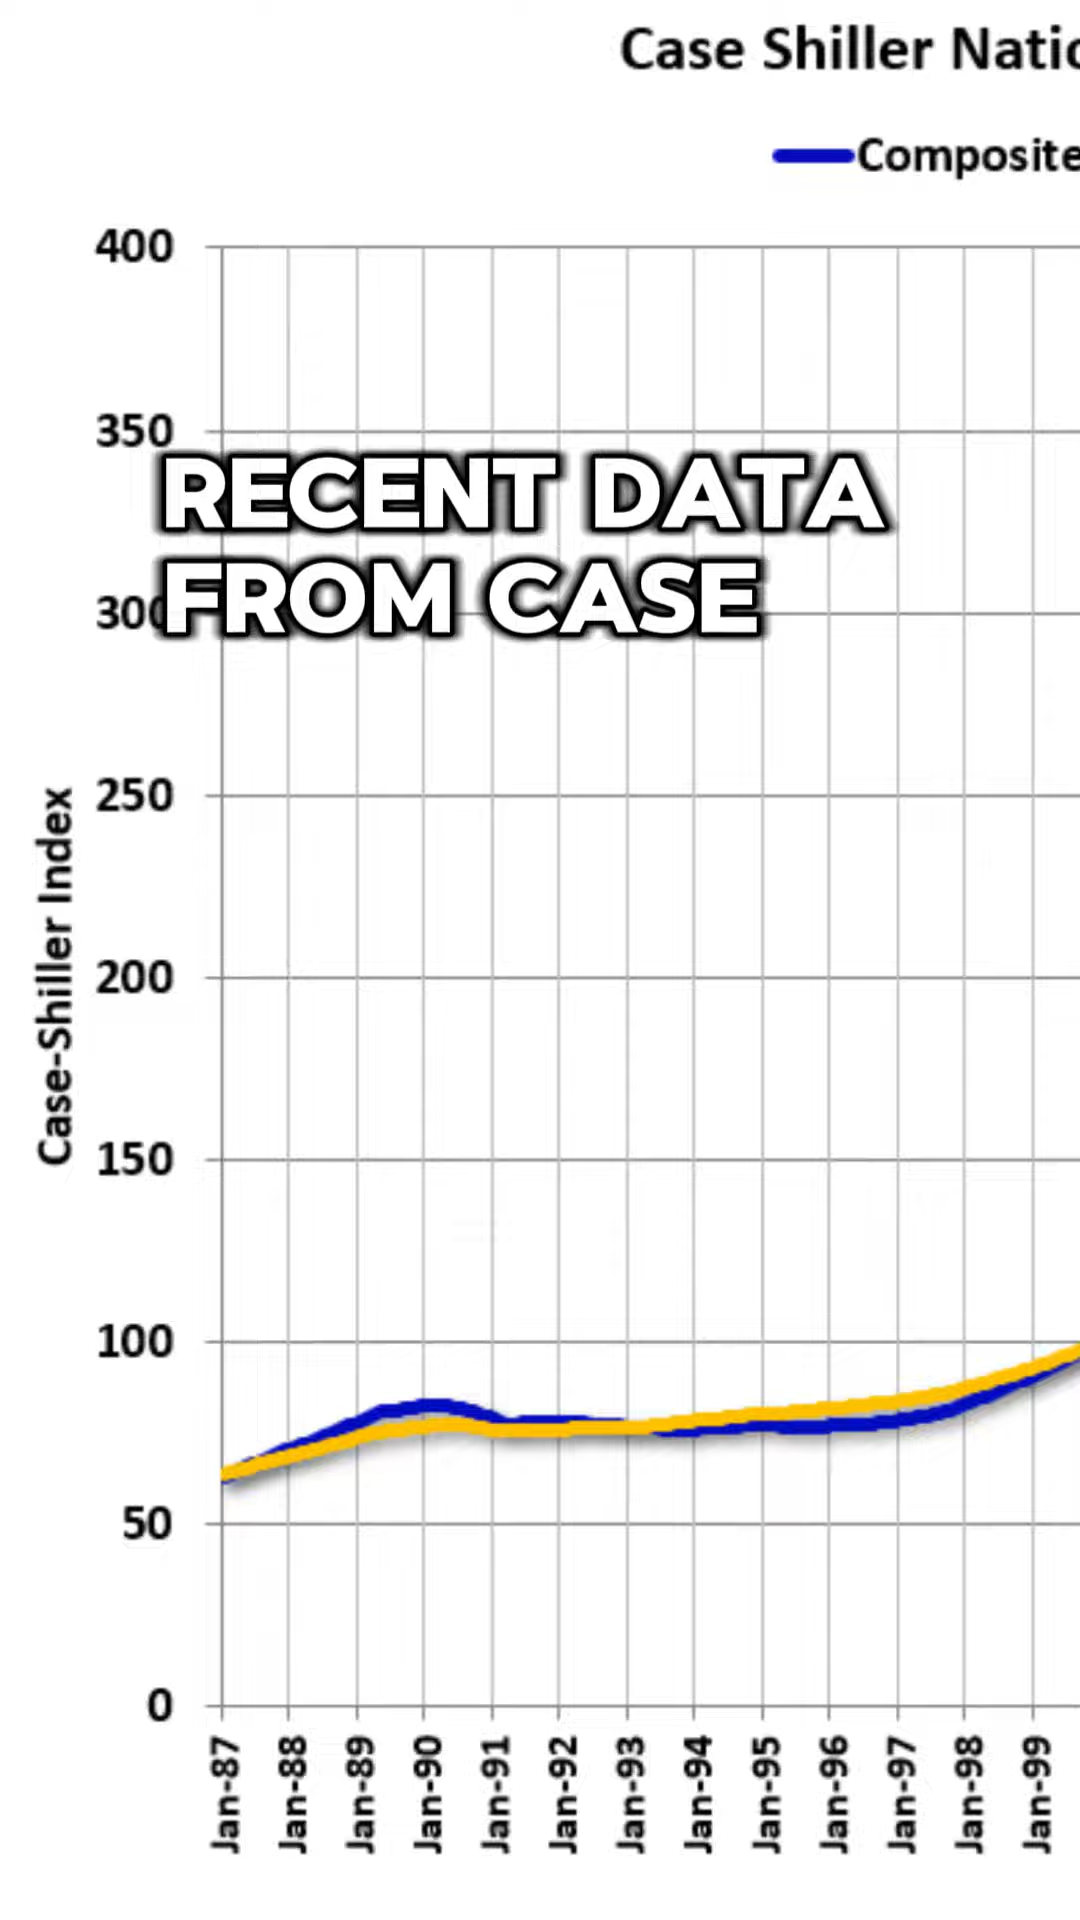 Case Shiller Natio
Composite
400
350
RECENT DATA
FROM CASE
300
250
200
150
100
50
0
Case-Shiller Index
Jan-87
Jan-88
Jan-89
Jan-90
Jan-91
Jan-92
Jan-93
Jan-94
Jan-95
Jan-96
Jan-97
Jan-98
Jan-99